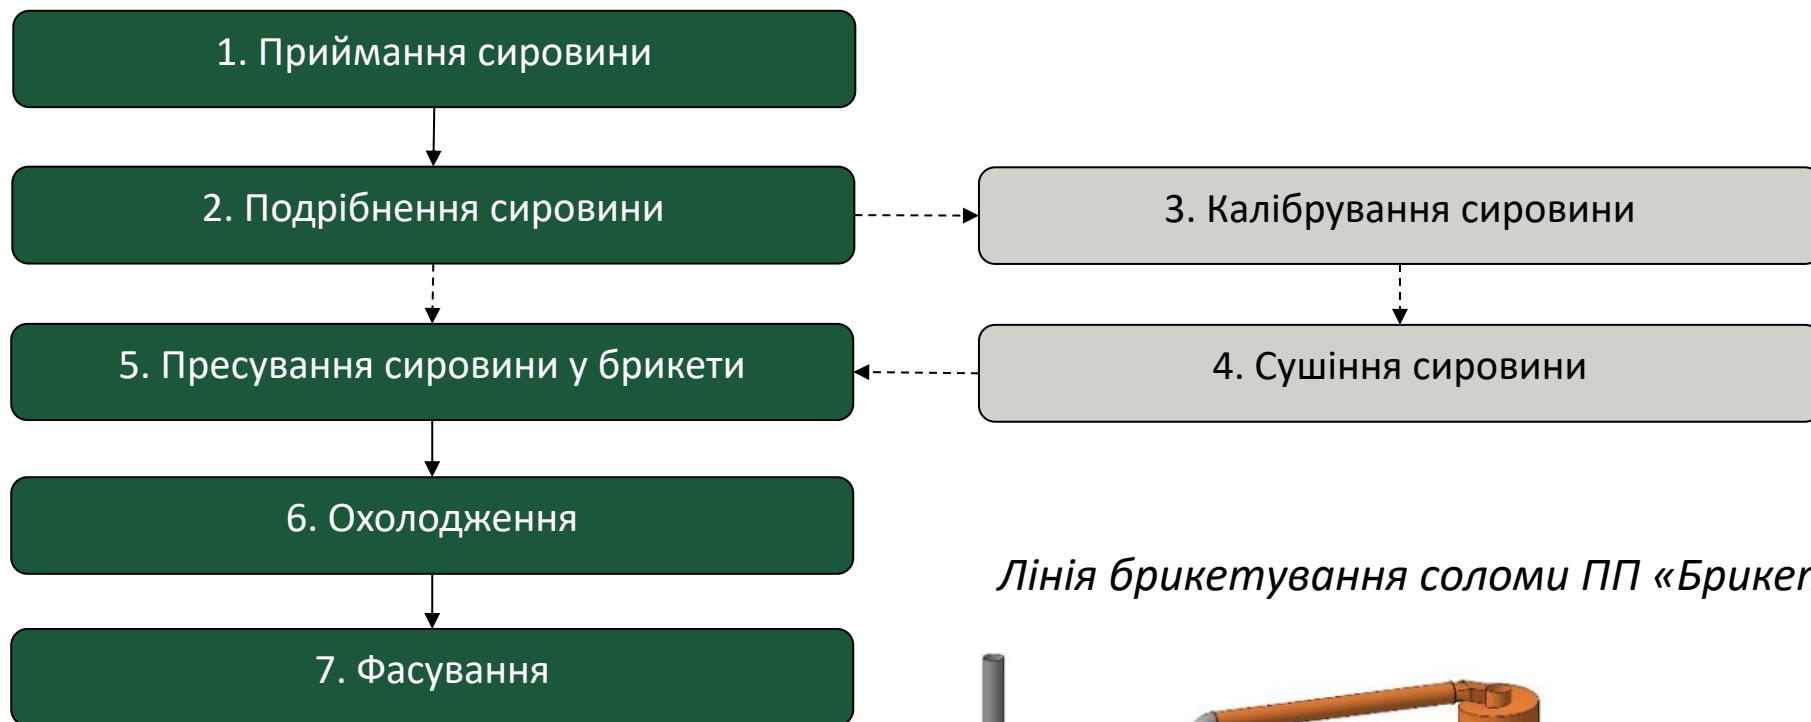 1. Приймання сировини
2. Подрібнення сировини
3. Калібрування сировини
5. Пресування сировини у брикети
4. Сушіння сировини
6. Охолодження
Лінія брикетування соломи ПП
7. Фасування